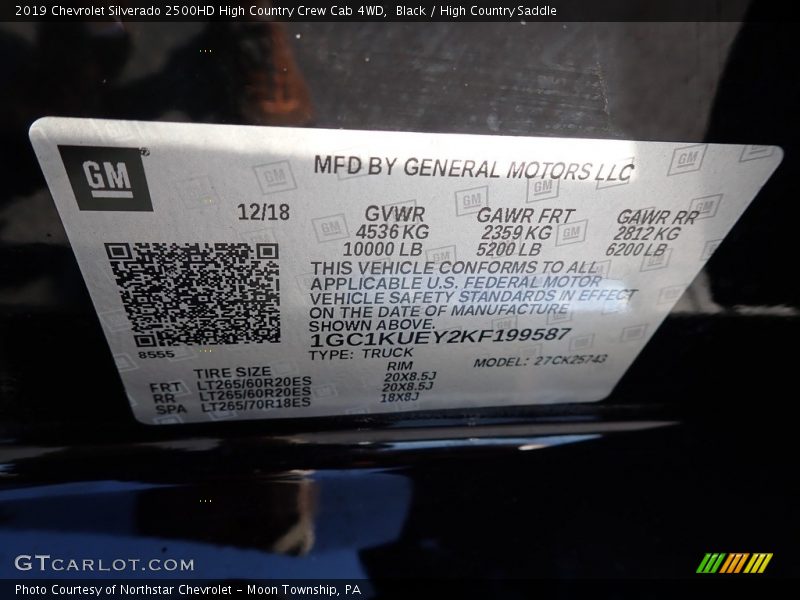 2019 Chevrolet Silverado 2500HD High Country Crew Cab 4WD, Black / High Country Saddle
GM
MFD BY GENERAL MOTORS LLC
12/18
GVWR GAWR FRT GAWR RR
4536 KG 2359 KG 2812 KG
10000 LB 5200 LB 6200 LB
THIS VEHICLE CONFORMS TO ALL
APPLICABLE U.S. FEDERAL MOTOR
VEHICLE SAFETY STANDARDS IN EFFECT
ON THE DATE OF MANUFACTURE
SHOWN ABOVE.
1GC1KUEY2KF199587
TYPE: TRUCK MODEL: 27CK25743
8555
TIRE SIZE RIM
FRT LT265/60R20ES 20X8.5J
RR LT265/60R20ES 20X8.5J
SPA LT265/70R18ES 18X8J
GTCARLOT.COM
Photo Courtesy of Northstar Chevrolet - Moon Township, PA